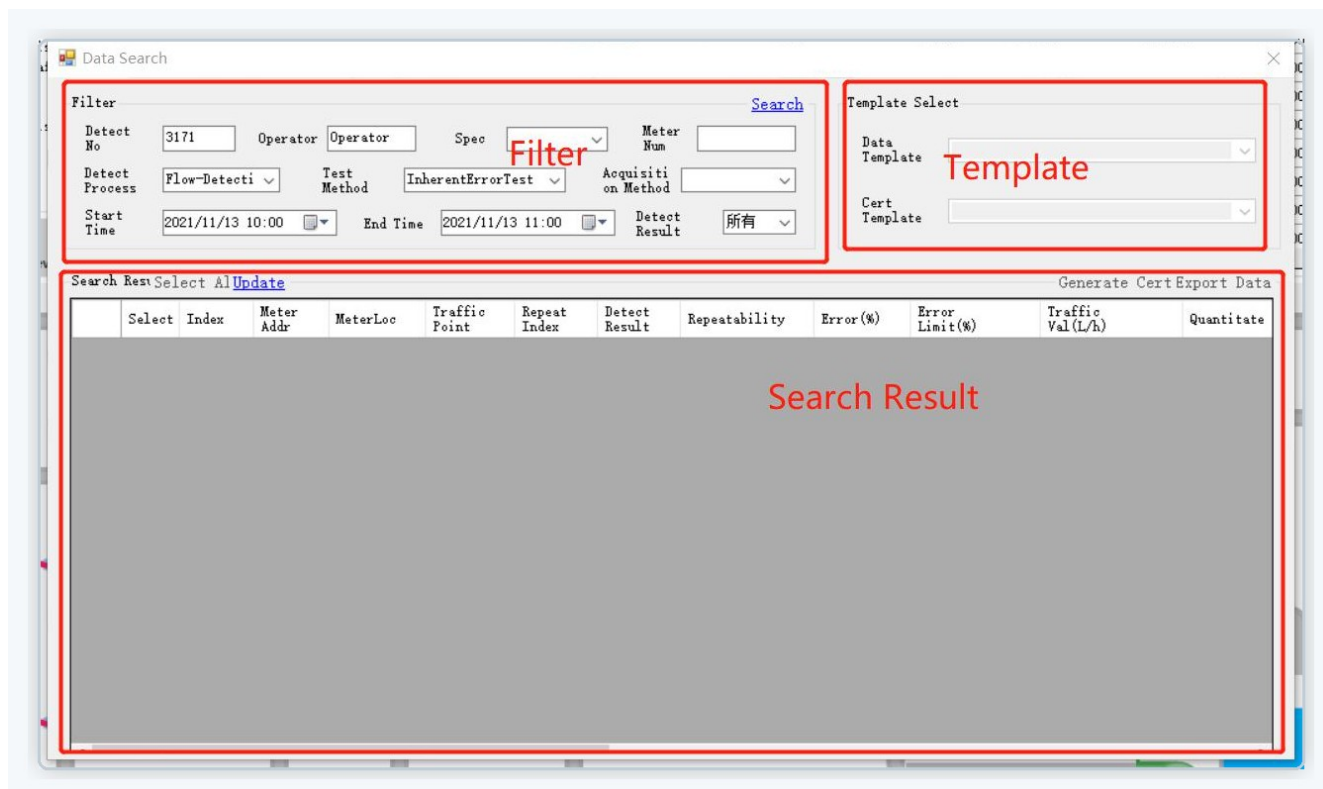 Data Search
Filter
Search
Detect No
3171
Operator
Operator
Spec
Meter Num
Detect Process
Flow-Detecti
Test Method
InherentErrorTest
Acquisiti on Method
Start Time
2021/11/13 10:00
End Time
2021/11/13 11:00
Detect Result
所有
Filter
Template Select
Data Template
Cert Template
Template
Search Resu
Select Al
Update
Generate Cert
Export Data
Select
Index
Meter Addr
MeterLoc
Traffic Point
Repeat Index
Detect Result
Repeatability
Error(%)
Error Limit(%)
Traffic Val(L/h)
Quantitate
Search Result